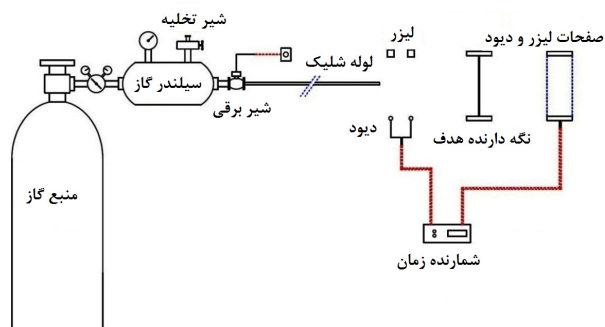 شیر تخلیه
لیزر
صفحات لیزر و دیود
لوله شلیک
سیلندر گاز
شیر برقی
دیود
نگه دارنده هدف
منبع گاز
شمارنده زمان